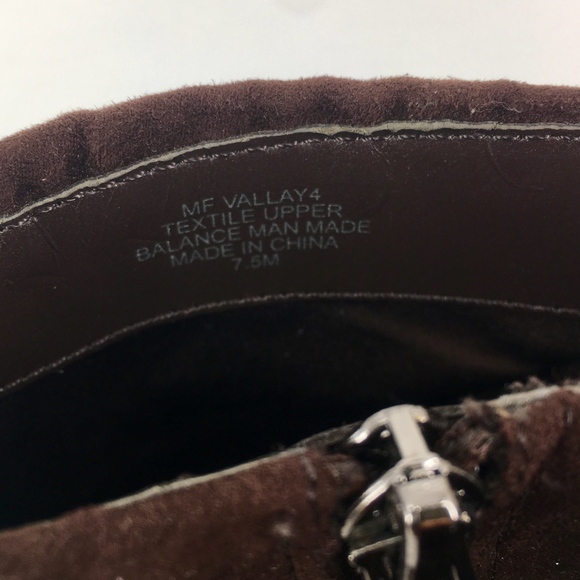 MF VALLAY4
TEXTILE UPPER
BALANCE MAN MADE
MADE IN CHINA
7.5M